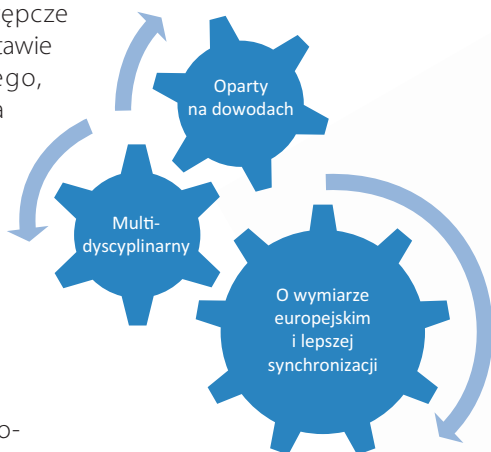 ępcze
tawie
ego,
Oparty
na dowodach
Multi-
dyscyplinarny
O wymiarze
europejskim
i lepszej
synchronizacji
o-